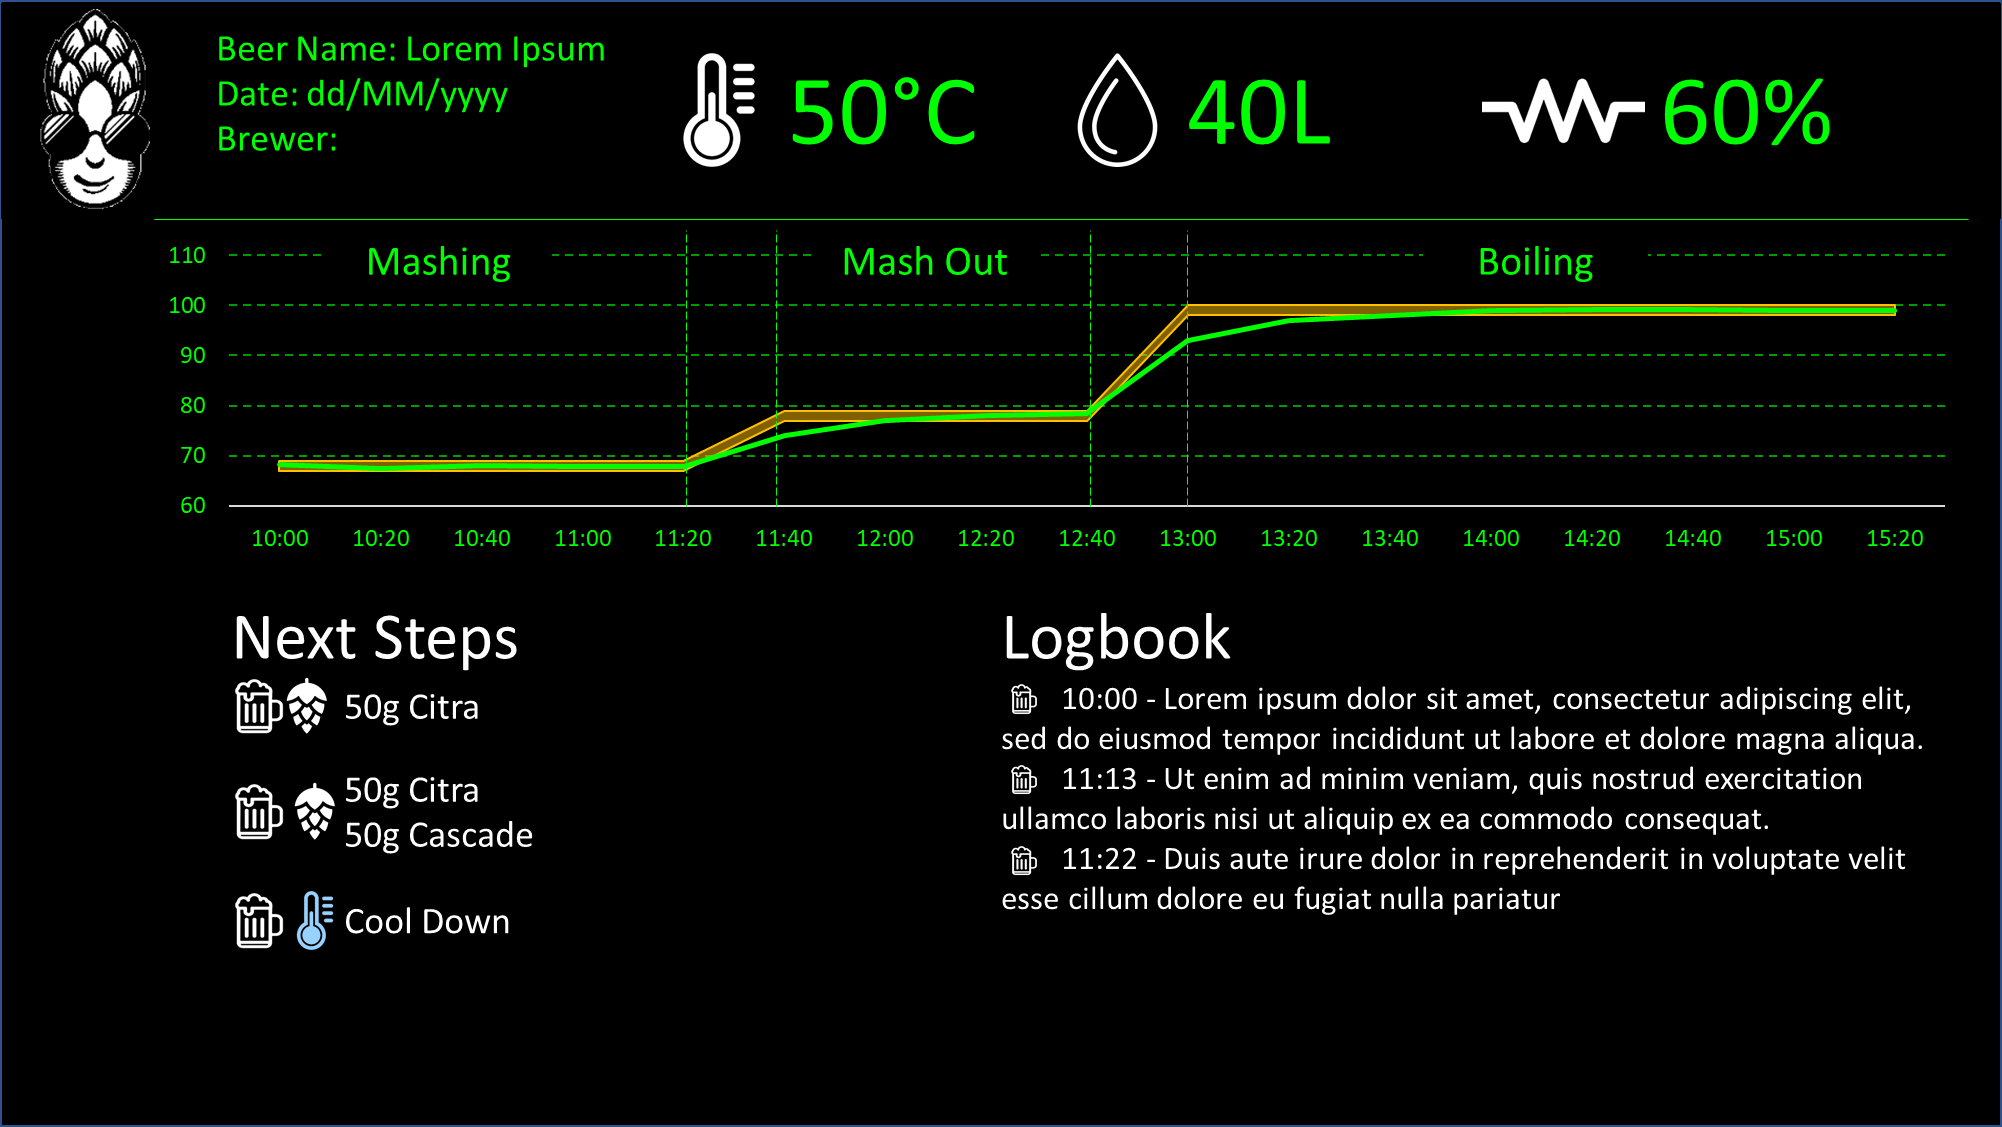 Beer Name: Lorem Ipsum
Date: dd/MM/yyyy
Brewer:
50°C
40L
60%
Mashing
Mash Out
Boiling
110
100
90
80
70
60
10:00 10:20 10:40 11:00 11:20 11:40 12:00 12:20 12:40 13:00 13:20 13:40 14:00 14:20 14:40 15:00 15:20
Next Steps
50g Citra
50g Citra
50g Cascade
Cool Down
Logbook
10:00 - Lorem ipsum dolor sit amet, consectetur adipiscing elit,
sed do eiusmod tempor incididunt ut labore et dolore magna aliqua.
11:13 - Ut enim ad minim veniam, quis nostrud exercitation
ullamco laboris nisi ut aliquip ex ea commodo consequat.
11:22 - Duis aute irure dolor in reprehenderit in voluptate velit
esse cillum dolore eu fugiat nulla pariatur